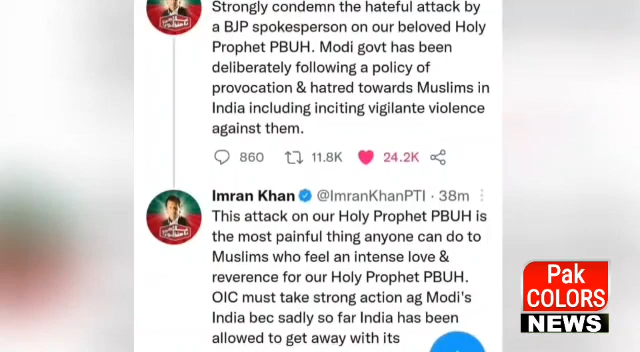 Strongly condemn the hateful attack by
a BJP spokesperson on our beloved Holy
Prophet PBUH. Modi govt has been
deliberately following a policy of
provocation & hatred towards Muslims in
India including inciting vigilante violence
against them.
860 11.8K 24.2K
Imran Khan @ImranKhanPTI · 38m
This attack on our Holy Prophet PBUH is
the most painful thing anyone can do to
Muslims who feel an intense love &
reverence for our Holy Prophet PBUH.
OIC must take strong action ag Modi's
India bec sadly so far India has been
allowed to get away with its
Pak
COLORS
NEWS